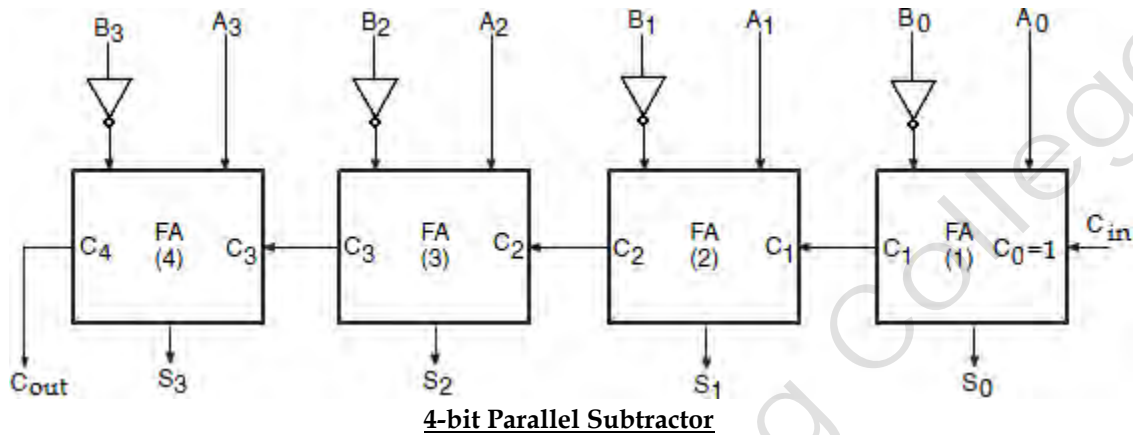 B₃ A₃ B₂ A₂ B₁ A₁ B₀ A₀
FA FA FA FA Cᵢₙ
C₄ (4) C₃ C₃ (3) C₂ C₂ (2) C₁ C₁ (1) C₀=1
Cout S₃ S₂ S₁ S₀
4-bit Parallel Subtractor
g College